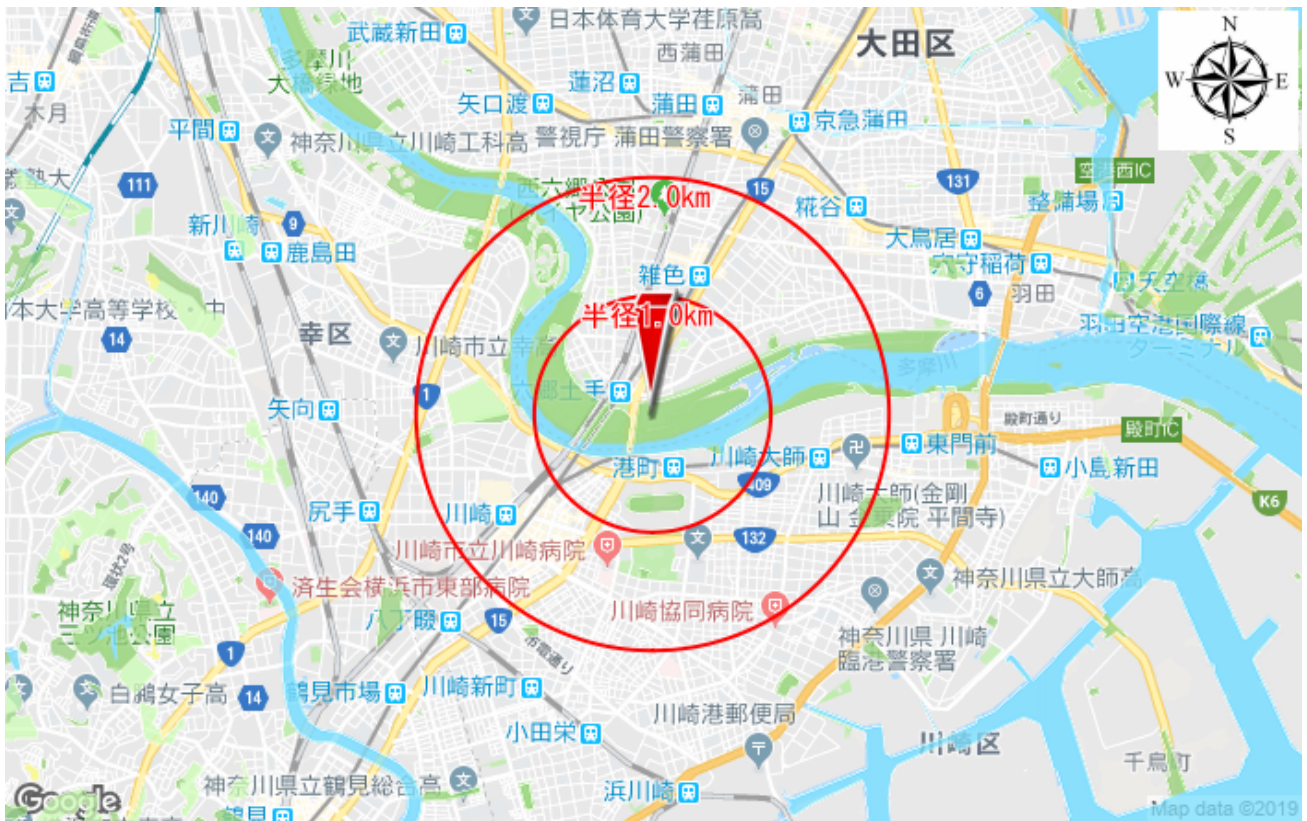 日本体育大学荏原高
武蔵新田
大田区
N
W
E
S
西蒲田
多摩川
大橋緑地
蓮沼
吉
木月
矢口渡
蒲田
蒲田
京急蒲田
平間
神奈川県立川崎工科高
警視庁 蒲田警察署
空港西IC
111
131
15
整備場
半径2.0km
糀谷
新川崎
9
鹿島田
大鳥居
穴守稲荷
雑色
天空橋
6
羽田
本大学高等学校・中
半径1.0km
羽田空港国際線
ターミナル
14
幸区
川崎市立幸高
多摩川
1
六郷土手
矢向
殿町通り
殿町IC
東門前
港町
川崎大師
小島新田
409
140
川崎大師(金剛
山 金乗院 平間寺)
K6
尻手
川崎
140
132
川崎市立川崎病院
環状2号
済生会横浜市東部病院
神奈川県立大師高
神奈川県立
三ツ池公園
川崎協同病院
八丁畷
15
神奈川県 川崎
臨港警察署
市電通り
1
白鵬女子高
14
鶴見市場
川崎新町
川崎港郵便局
小田栄
川崎区
千鳥町
神奈川県立鶴見総合高
浜川崎
Google
鶴見
Map data ©2019